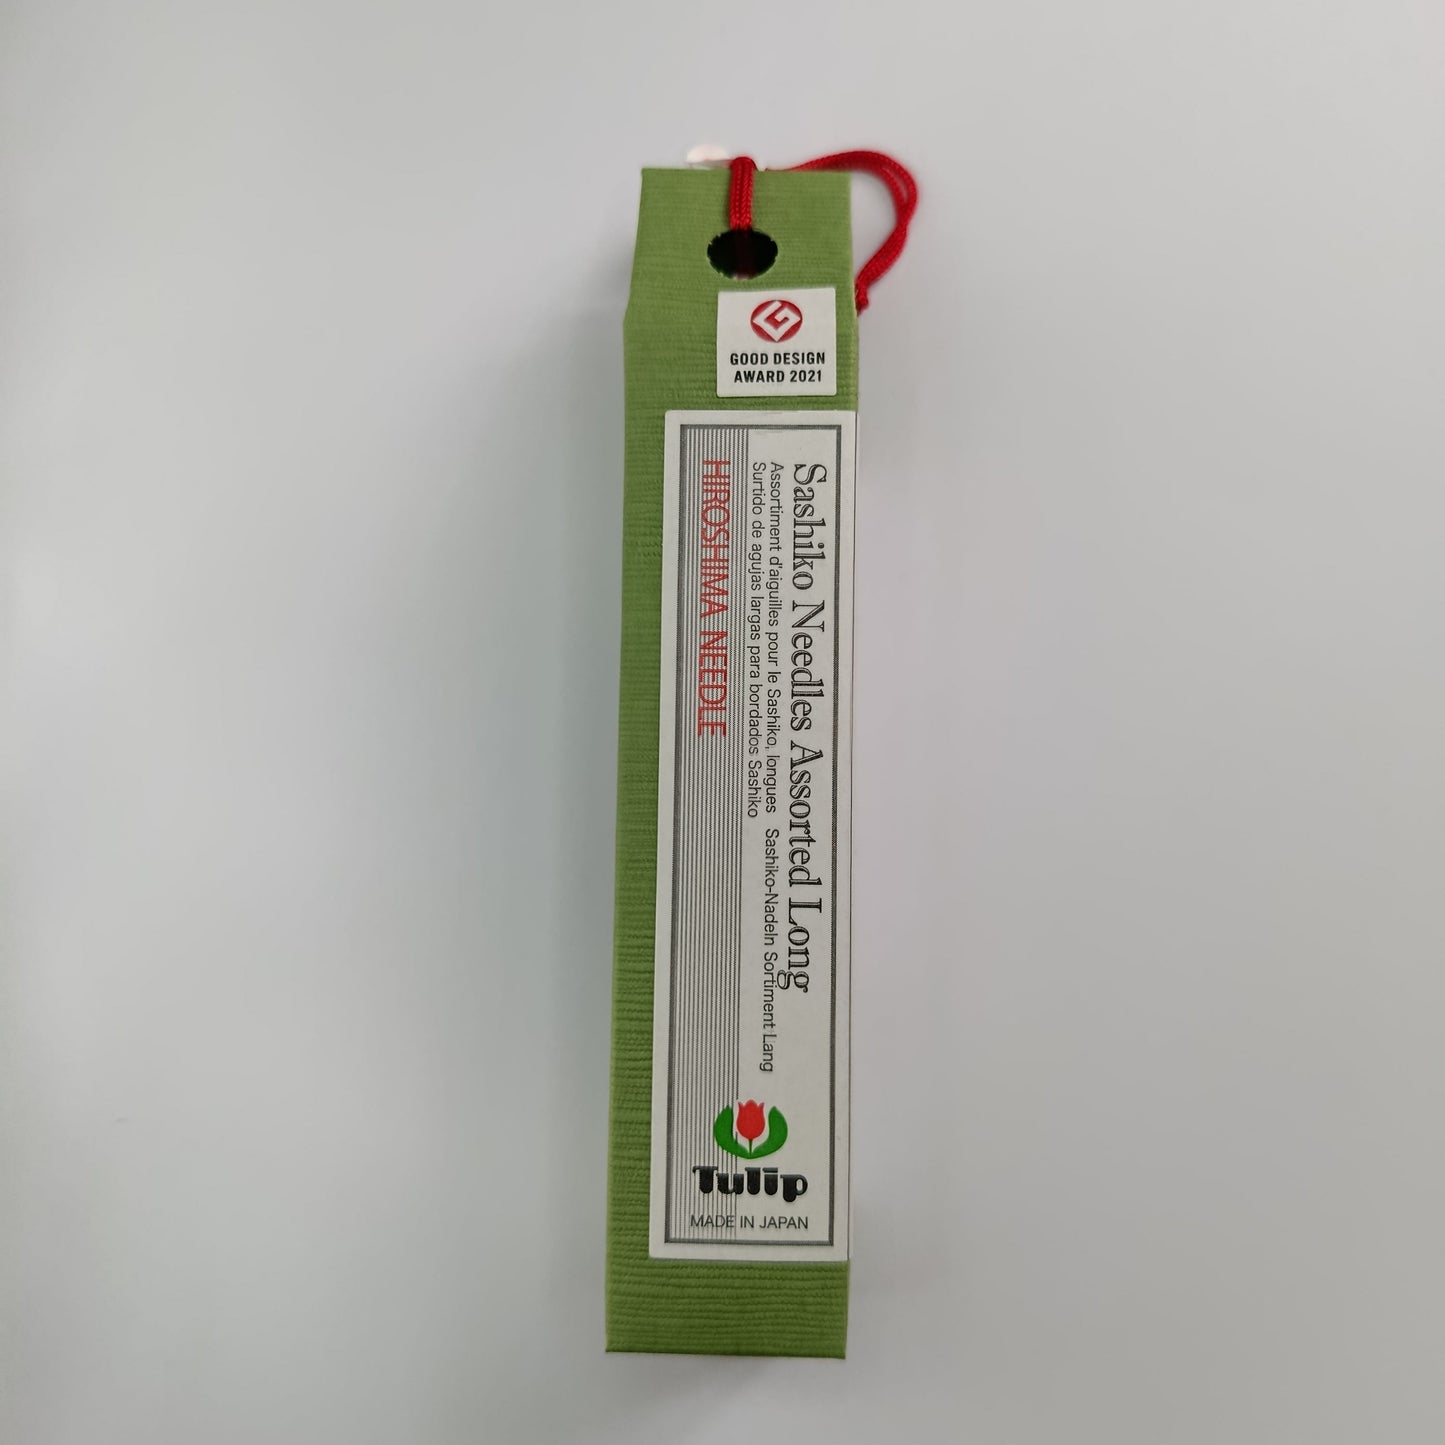 GOOD DESIGN
AWARD 2021
Sashiko Needles Assorted Long
Assortiment d'aiguilles pour le Sashiko, longues Sashiko-Nadeln Sortiment Lang
Surtido de agujas largas para bordados Sashiko
HIROSHIMA NEEDLE
Tulip
MADE IN JAPAN